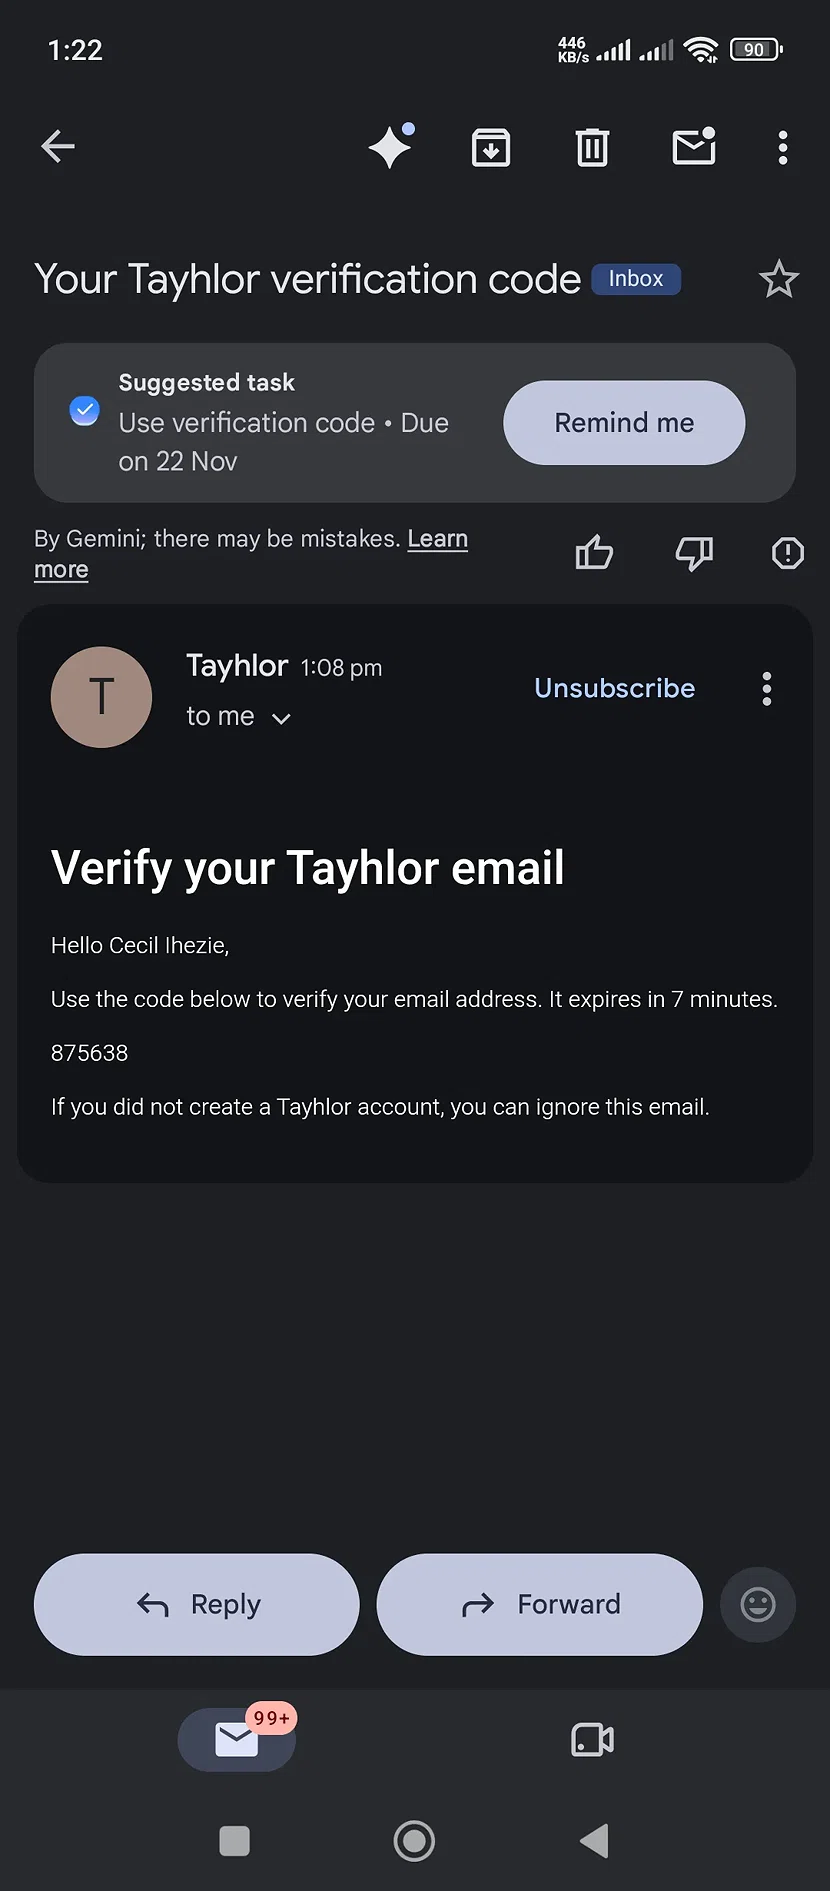 1:22
446
KB/s
90
Your Tayhlor verification code Inbox
Suggested task
Use verification code • Due
on 22 Nov
Remind me
By Gemini; there may be mistakes. Learn
more
T
Tayhlor 1:08 pm
to me
Unsubscribe
Verify your Tayhlor email
Hello Cecil Ihezie,
Use the code below to verify your email address. It expires in 7 minutes.
875638
If you did not create a Tayhlor account, you can ignore this email.
Reply
Forward
99+